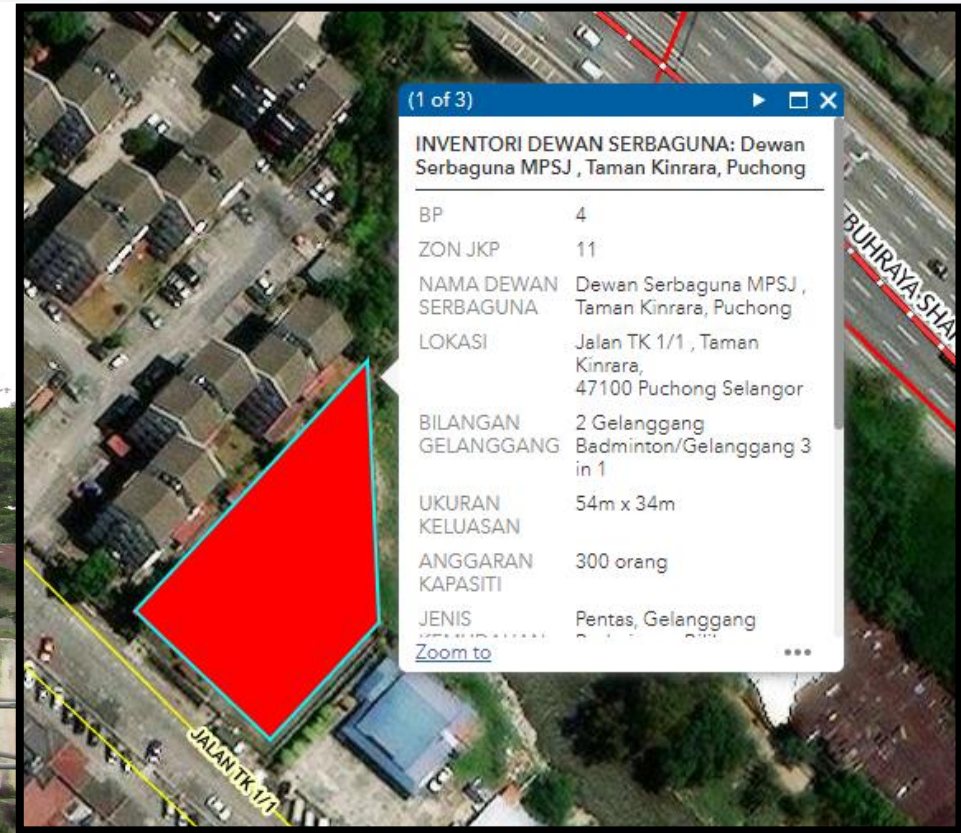 (1 of 3)
INVENTORI DEWAN SERBAGUNA: Dewan
Serbaguna MPSJ , Taman Kinrara, Puchong
BP 4
ZON JKP 11
NAMA DEWAN Dewan Serbaguna MPSJ ,
SERBAGUNA Taman Kinrara, Puchong
LOKASI Jalan TK 1/1 , Taman
Kinrara,
47100 Puchong Selangor
BILANGAN 2 Gelanggang
GELANGGANG Badminton/Gelanggang 3
in 1
UKURAN 54m x 34m
KELUASAN
ANGGARAN 300 orang
KAPASITI
JENIS Pentas, Gelanggang
Zoom to
BUHRAYA SHA
JALAN TK 1/1